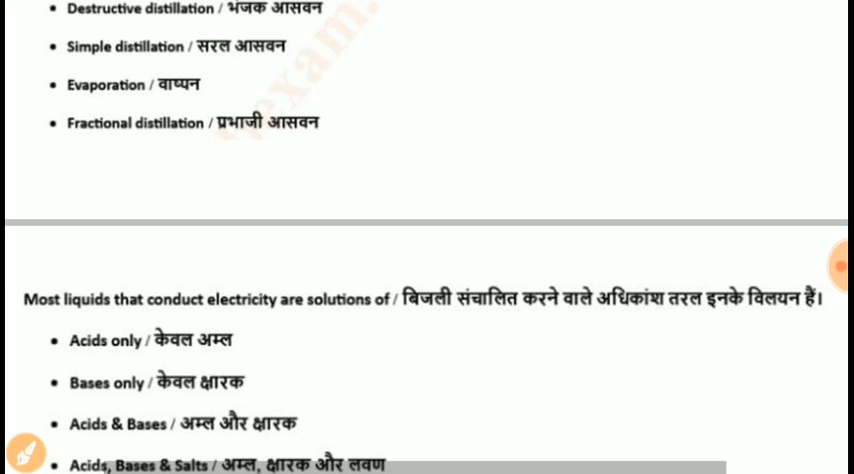 • Destructive distillation / भंजक आसवन
• Simple distillation / सरल आसवन
• Evaporation / वाष्पन
• Fractional distillation / प्रभाजी आसवन
Most liquids that conduct electricity are solutions of / बिजली संचालित करने वाले अधिकांश तरल इनके विलयन हैं।
• Acids only / केवल अम्ल
• Bases only / केवल क्षारक
• Acids & Bases / अम्ल और क्षारक
• Acids, Bases & Salts / अम्ल, क्षारक और लवण